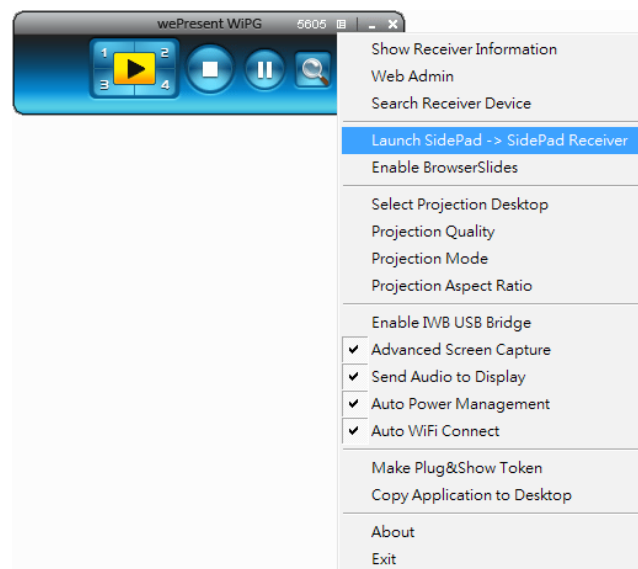 wePresent WiPG 5605
1 2
3 4
Show Receiver Information
Web Admin
Search Receiver Device
Launch SidePad -> SidePad Receiver
Enable BrowserSlides
Select Projection Desktop
Projection Quality
Projection Mode
Projection Aspect Ratio
Enable IWB USB Bridge
Advanced Screen Capture
Send Audio to Display
Auto Power Management
Auto WiFi Connect
Make Plug&Show Token
Copy Application to Desktop
About
Exit